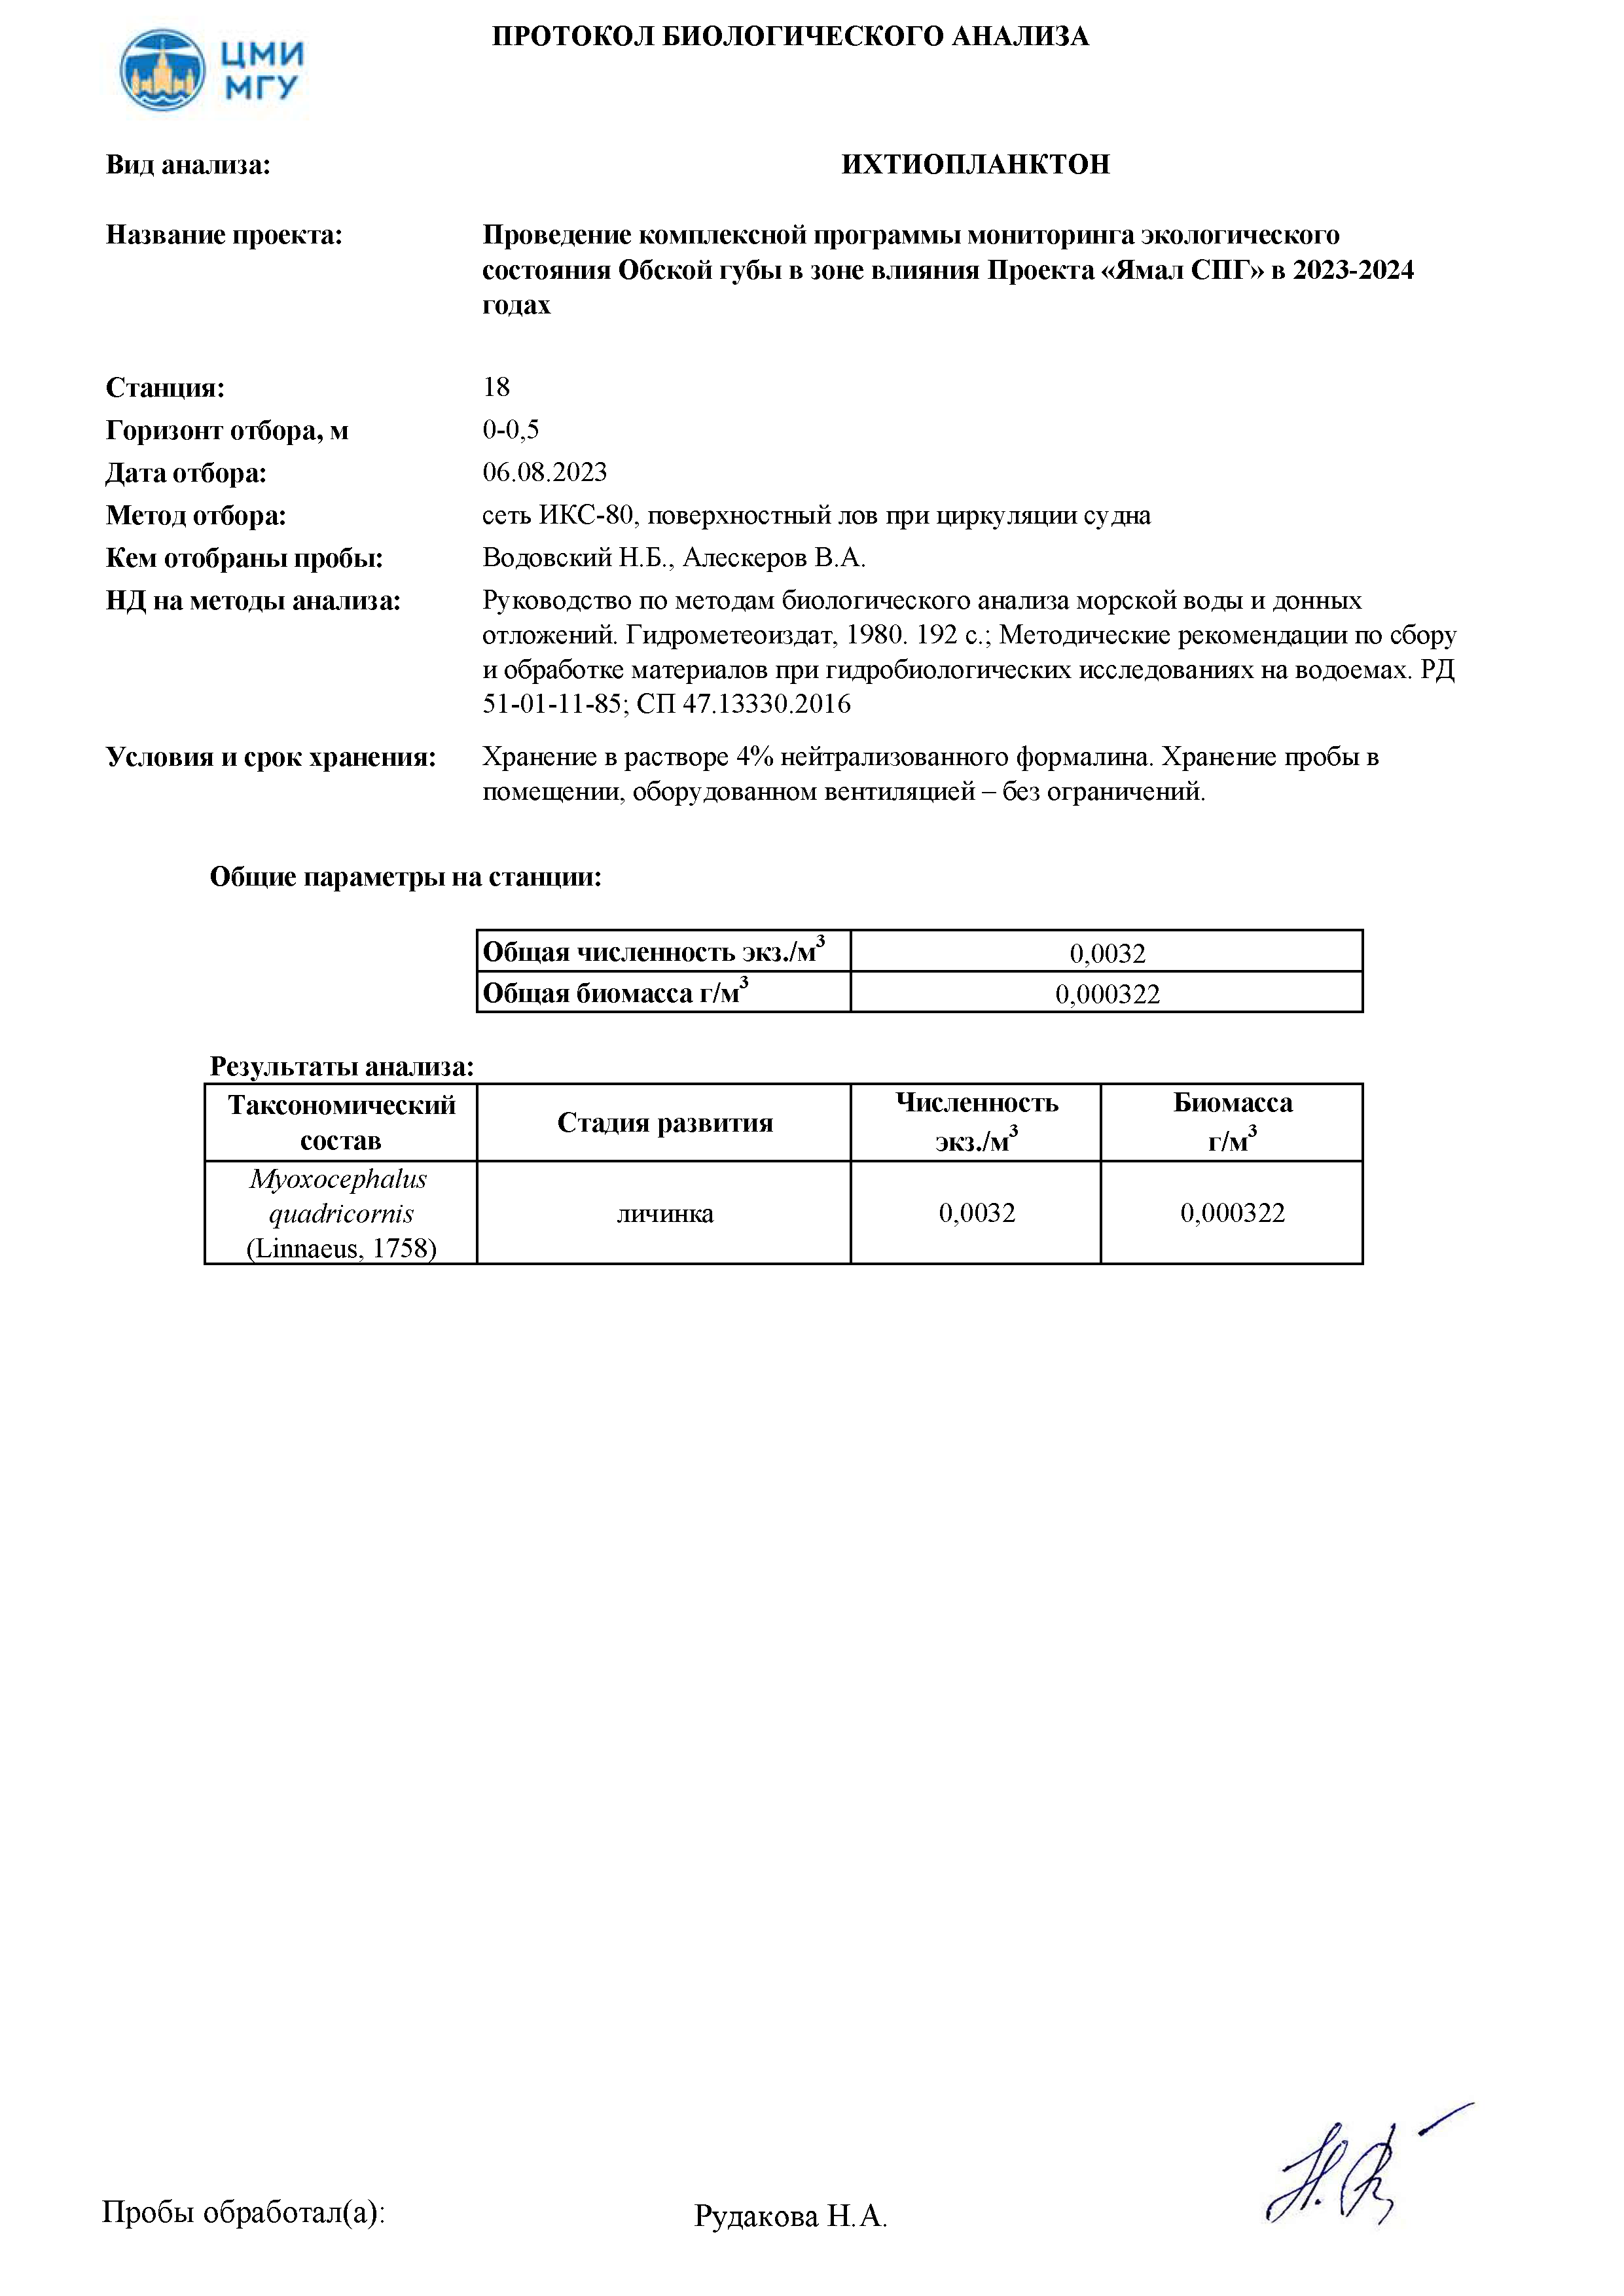 ЦМИ
МГУ
ПРОТОКОЛ БИОЛОГИЧЕСКОГО АНАЛИЗА
Вид анализа: ИХТИОПЛАНКТОН
Название проекта: Проведение комплексной программы мониторинга экологического
состояния Обской губы в зоне влияния Проекта «Ямал СПГ» в 2023-2024
годах
Станция: 18
Горизонт отбора, м 0-0,5
Дата отбора: 06.08.2023
Метод отбора: сеть ИКС-80, поверхностный лов при циркуляции судна
Кем отобраны пробы: Водовский Н.Б., Алескеров В.А.
НД на методы анализа: Руководство по методам биологического анализа морской воды и донных
отложений. Гидрометеоиздат, 1980. 192 с.; Методические рекомендации по сбору
и обработке материалов при гидробиологических исследованиях на водоемах. РД
51-01-11-85; СП 47.13330.2016
Условия и срок хранения: Хранение в растворе 4% нейтрализованного формалина. Хранение пробы в
помещении, оборудованном вентиляцией – без ограничений.
Общие параметры на станции:
Общая численность экз./м³ 0,0032
Общая биомасса г/м³ 0,000322
Результаты анализа:
Таксономический состав Стадия развития Численность экз./м³ Биомасса г/м³
Myoxocephalus
quadricornis личинка 0,0032 0,000322
(Linnaeus, 1758)
Пробы обработал(а): Рудакова Н.А.